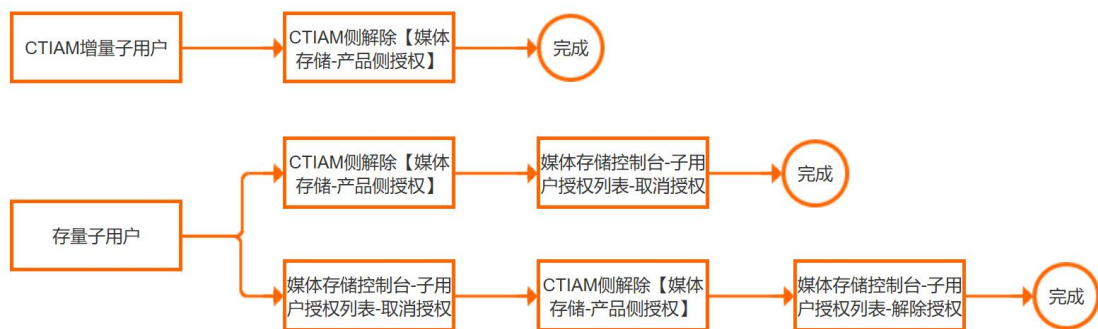 CTIAM增量子用户
CTIAM侧解除【媒体
存储-产品侧授权】
完成
CTIAM侧解除【媒体
存储-产品侧授权】
媒体存储控制台-子用
户授权列表-取消授权
完成
存量子用户
媒体存储控制台-子用
户授权列表-取消授权
CTIAM侧解除【媒体
存储-产品侧授权】
媒体存储控制台-子用
户授权列表-解除授权
完成